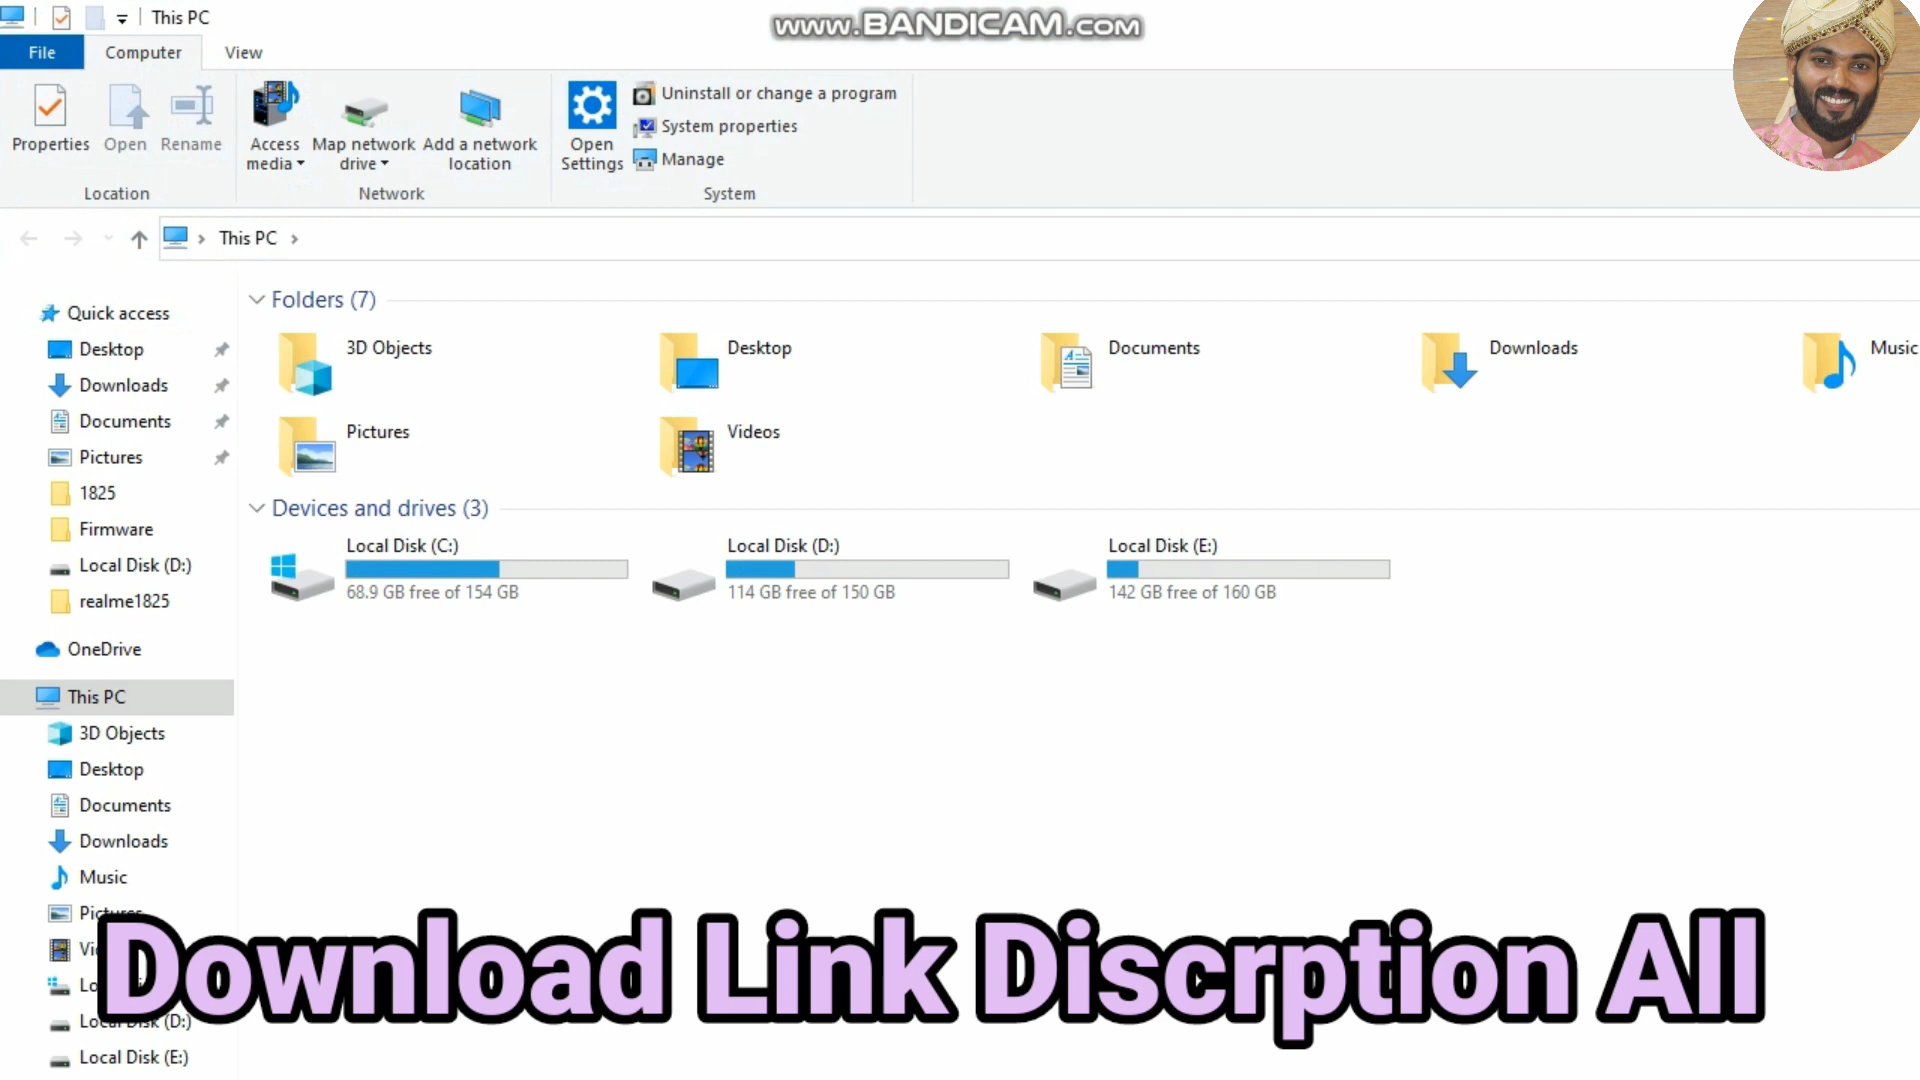 This PC
www.BANDICAM.com
File
Computer
View
Properties
Open
Rename
Access
media
Map network
drive
Add a network
location
Open
Settings
Uninstall or change a program
System properties
Manage
Location
Network
System
This PC
Quick access
Desktop
Downloads
Documents
Pictures
1825
Firmware
Local Disk (D:)
realme1825
OneDrive
This PC
3D Objects
Desktop
Documents
Downloads
Music
Local Disk (D:)
Local Disk (E:)
Folders (7)
3D Objects
Desktop
Documents
Downloads
Music
Pictures
Videos
Devices and drives (3)
Local Disk (C:)
68.9 GB free of 154 GB
Local Disk (D:)
114 GB free of 150 GB
Local Disk (E:)
142 GB free of 160 GB
Download Link Discrption All